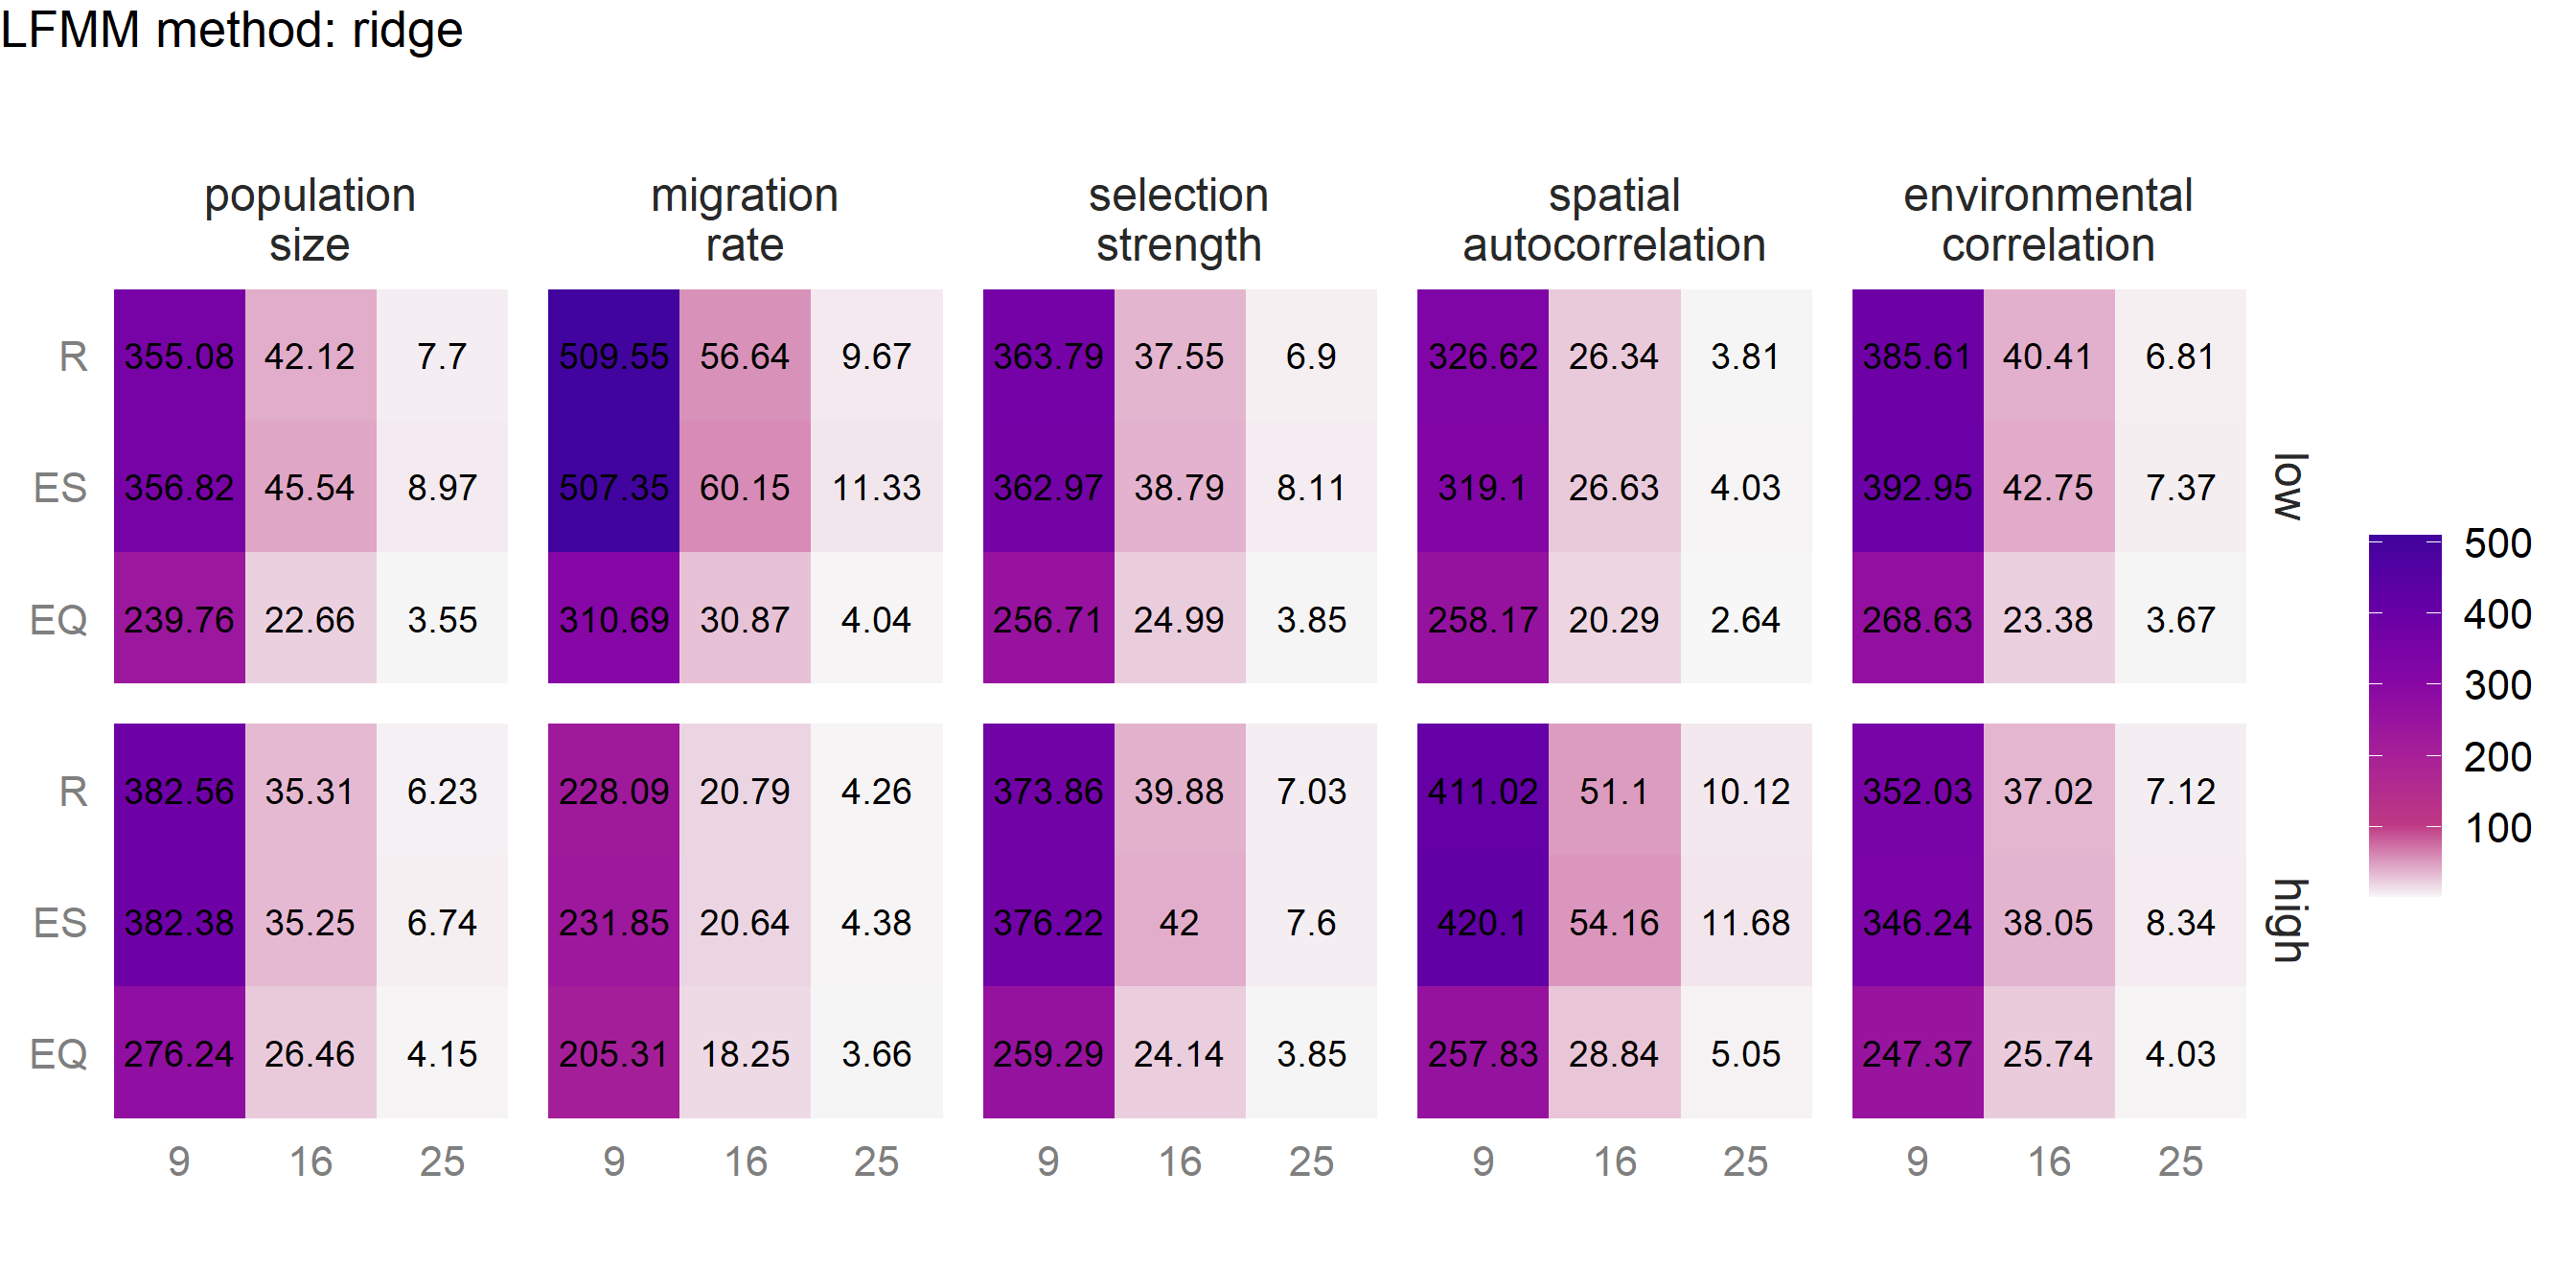 LFMM method: ridge
population migration selection spatial environmental
size rate strength autocorrelation correlation
R 355.08 42.12 7.7 509.55 56.64 9.67 363.79 37.55 6.9 326.62 26.34 3.81 385.61 40.41 6.81
ES 356.82 45.54 8.97 507.35 60.15 11.33 362.97 38.79 8.11 319.1 26.63 4.03 392.95 42.75 7.37
low
EQ 239.76 22.66 3.55 310.69 30.87 4.04 256.71 24.99 3.85 258.17 20.29 2.64 268.63 23.38 3.67
R 382.56 35.31 6.23 228.09 20.79 4.26 373.86 39.88 7.03 411.02 51.1 10.12 352.03 37.02 7.12
ES 382.38 35.25 6.74 231.85 20.64 4.38 376.22 42 7.6 420.1 54.16 11.68 346.24 38.05 8.34
high
EQ 276.24 26.46 4.15 205.31 18.25 3.66 259.29 24.14 3.85 257.83 28.84 5.05 247.37 25.74 4.03
9 16 25 9 16 25 9 16 25 9 16 25 9 16 25
500
400
300
200
100